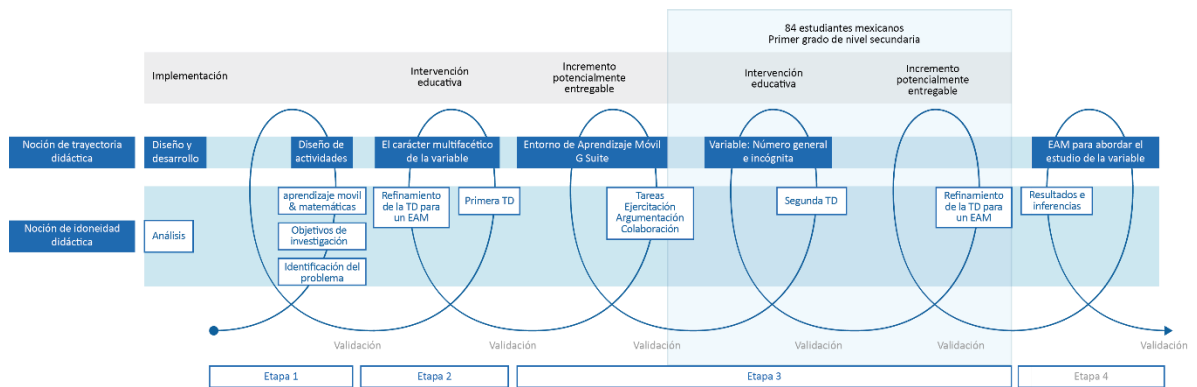 84 estudiantes mexicanos
Primer grado de nivel secundaria
Implementación
Intervención
educativa
Incremento
potencialmente
entregable
Intervención
educativa
Incremento
potencialmente
entregable
Noción de trayectoria
didáctica
Diseño y
desarrollo
Diseño de
actividades
El carácter multifacético
de la variable
Entorno de Aprendizaje Móvil
G Suite
Variable: Número general
e incógnita
EAM para abordar
el estudio de la variable
Noción de idoneidad
didáctica
Análisis
aprendizaje movil
& matemáticas
Objetivos de
investigación
Identificación del
problema
Refinamiento
de la TD para
un EAM
Primera TD
Tareas
Ejercitación
Argumentación
Colaboración
Segunda TD
Refinamiento
de la TD para
un EAM
Resultados e
inferencias
Validación
Validación
Validación
Validación
Validación
Validación
Etapa 1
Etapa 2
Etapa 3
Etapa 4